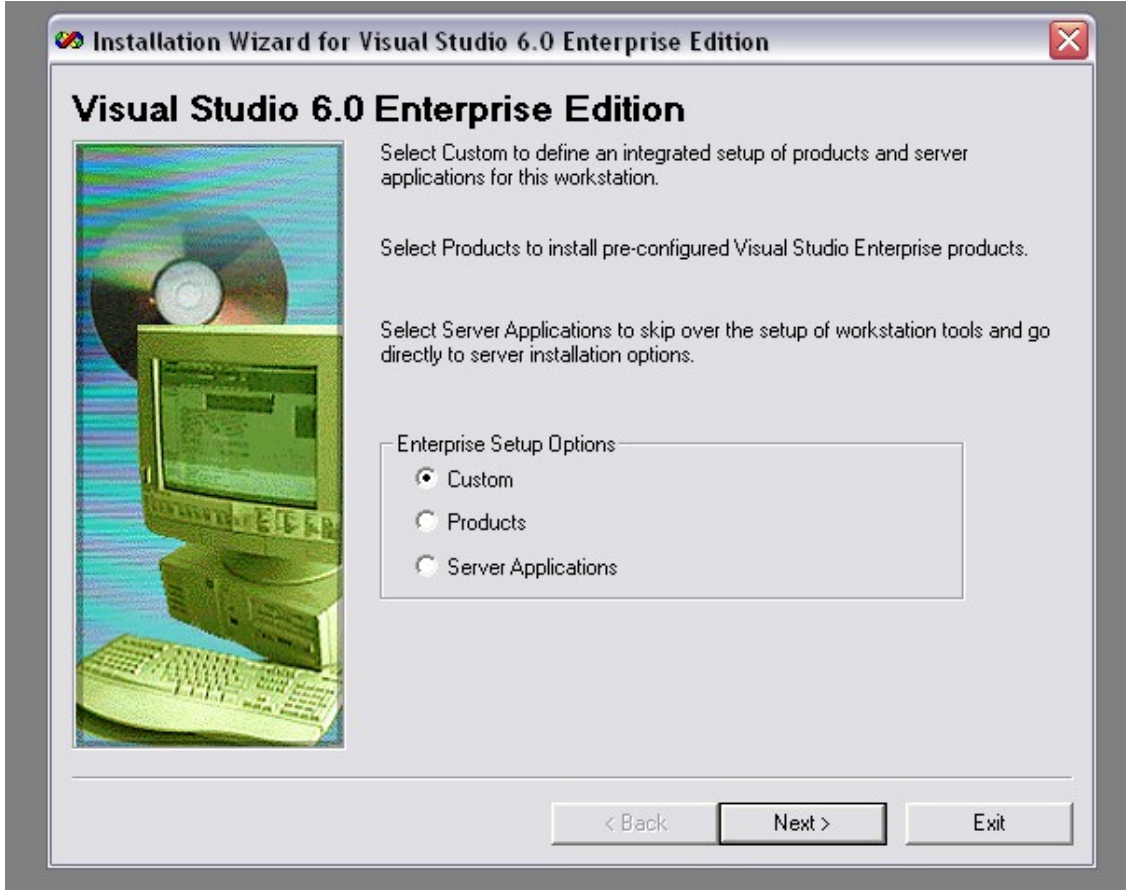 Installation Wizard for Visual Studio 6.0 Enterprise Edition
Visual Studio 6.0 Enterprise Edition
Select Custom to define an integrated setup of products and server
applications for this workstation.
Select Products to install pre-configured Visual Studio Enterprise products.
Select Server Applications to skip over the setup of workstation tools and go
directly to server installation options.
Enterprise Setup Options
Custom
Products
Server Applications
< Back
Next >
Exit